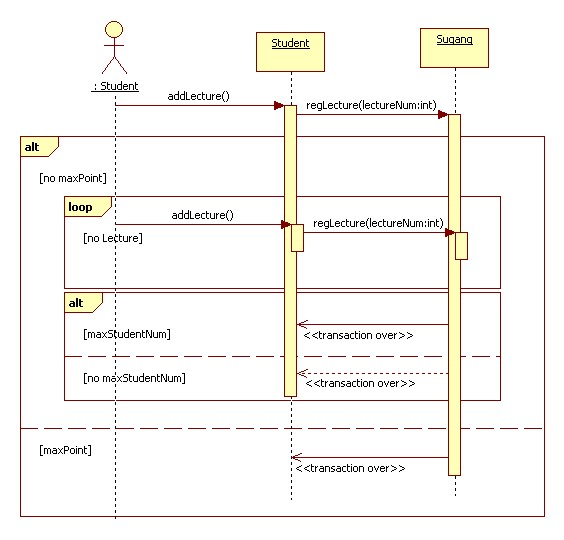 Student
Sugang
: Student
addLecture()
regLecture(lectureNum:int)
alt
[no maxPoint]
loop
addLecture()
regLecture(lectureNum:int)
[no Lecture]
alt
[maxStudentNum]
<<transaction over>>
[no maxStudentNum]
<<transaction over>>
[maxPoint]
<<transaction over>>